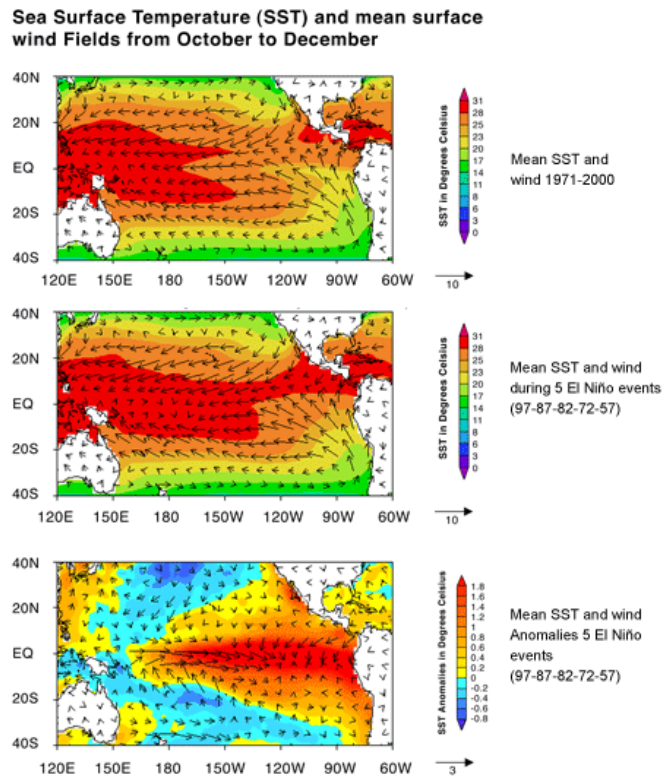 Sea Surface Temperature (SST) and mean surface
wind Fields from October to December
40N
20N
EQ
20S
40S
120E 150E 180 150W 120W 90W 60W
SST in Degrees Celsius
31
28
25
23
20
17
14
11
8
6
3
0
10
Mean SST and
wind 1971-2000
40N
20N
EQ
20S
40S
120E 150E 180 150W 120W 90W 60W
SST in Degrees Celsius
31
28
25
23
20
17
14
11
8
6
3
0
10
Mean SST and wind
during 5 El Niño events
(97-87-82-72-57)
40N
20N
EQ
20S
40S
120E 150E 180 150W 120W 90W 60W
SST Anomalies in Degrees Celsius
1.8
1.6
1.4
1.2
1
0.8
0.6
0.4
0.2
0
-0.2
-0.4
-0.6
-0.8
3
Mean SST and wind
Anomalies 5 El Niño
events
(97-87-82-72-57)